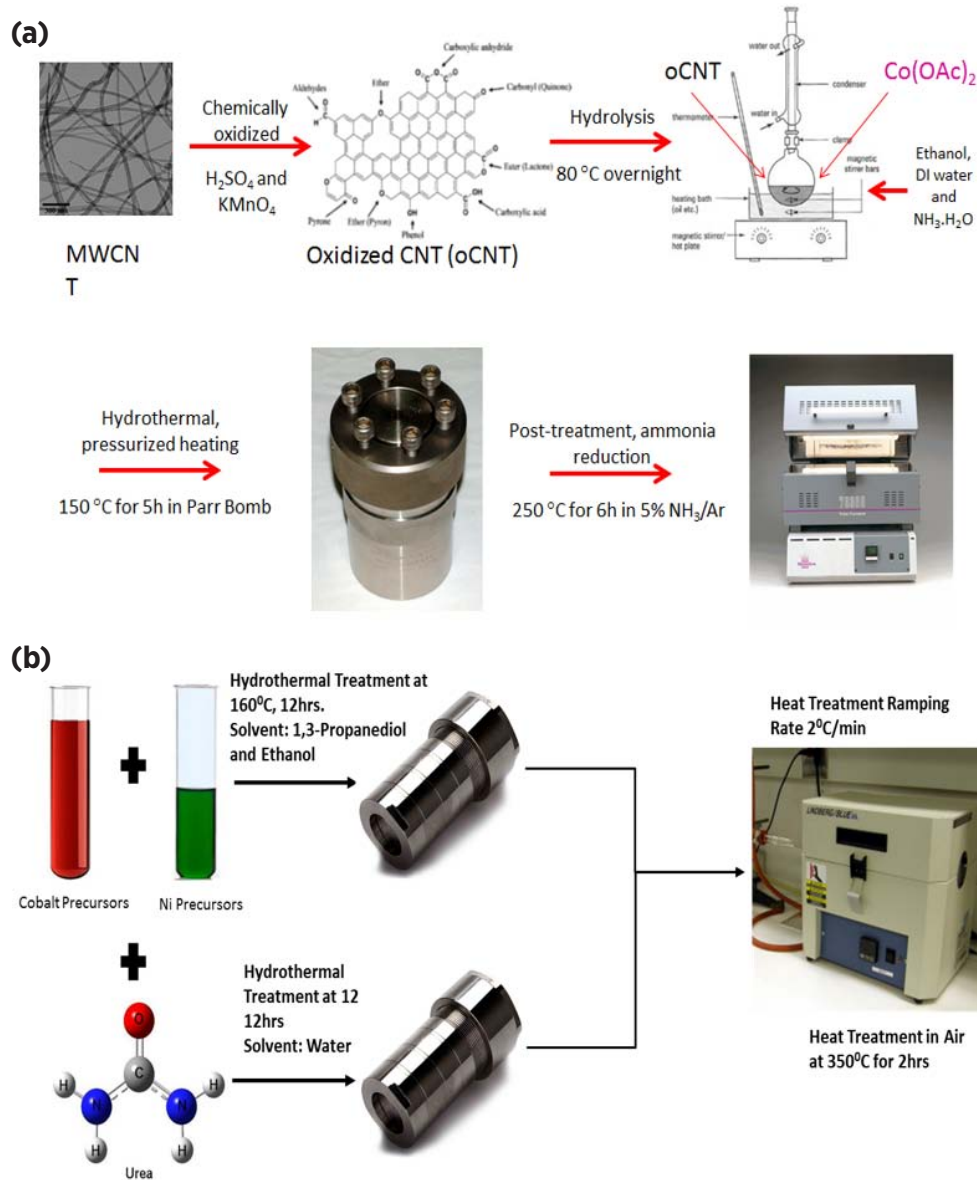 (a)
MWCN
T
Chemically
oxidized
H₂SO₄ and
KMnO₄
Aldehydes
Ether
Carboxylic anhydride
Carbonyl (Quinone)
Ester (Lactone)
Carboxylic acid
Phenol
Ether (Pyron)
Pyrone
O
O
O
O
O
O
OH
OH
C
H
Oxidized CNT (oCNT)
Hydrolysis
80 °C overnight
oCNT
Co(OAc)₂
water out
condenser
thermometer
water in
clamp
magnetic
stirrer bars
heating bath
(oil etc.)
magnetic stirrer/
hot plate
Ethanol,
DI water
and
NH₃.H₂O
Hydrothermal,
pressurized heating
150 °C for 5h in Parr Bomb
Post-treatment, ammonia
reduction
250 °C for 6h in 5% NH₃/Ar
(b)
Cobalt Precursors
Ni Precursors
Hydrothermal Treatment at
160⁰C, 12hrs.
Solvent: 1,3-Propanediol
and Ethanol
O
C
N
N
H
H
H
H
Urea
Hydrothermal
Treatment at 12
12hrs
Solvent: Water
Heat Treatment Ramping
Rate 2⁰C/min
LINDBERG/BLUE
Heat Treatment in Air
at 350⁰C for 2hrs